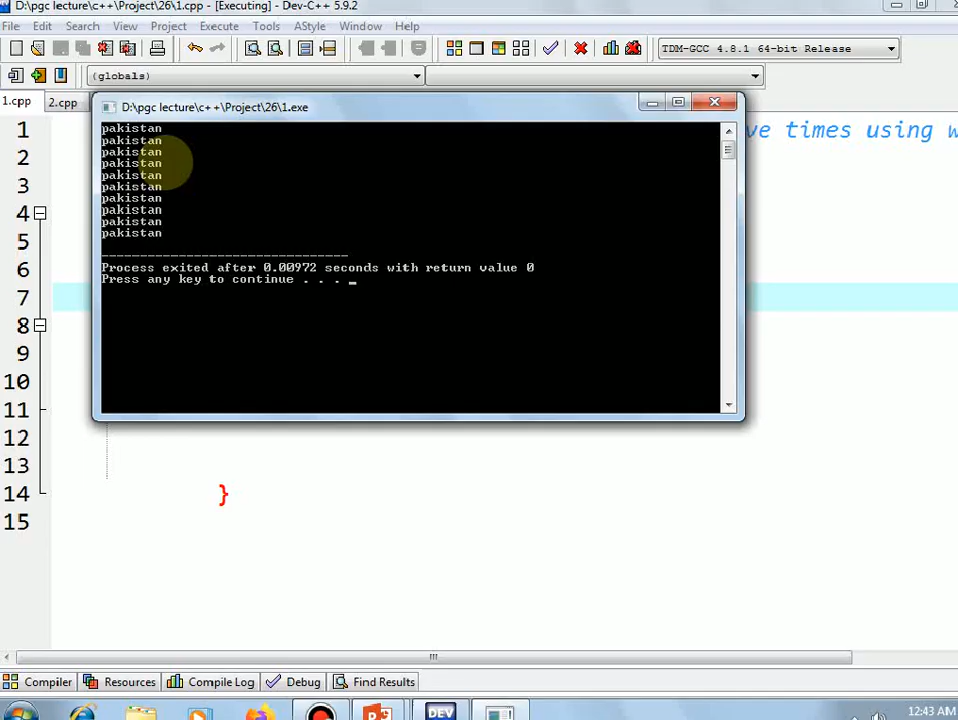 D:\pgc lecture\c++\Project\26\1.cpp - [Executing] - Dev-C++ 5.9.2
File Edit Search View Project Execute Tools AStyle Window Help
TDM-GCC 4.8.1 64-bit Release
(globals)
1.cpp 2.cpp
D:\pgc lecture\c++\Project\26\1.exe
pakistan
pakistan
pakistan
pakistan
pakistan
pakistan
pakistan
pakistan
pakistan
pakistan
--------------------------------
Process exited after 0.00972 seconds with return value 0
Press any key to continue . . . _
1 ve times using w
2
3
4
5
6
7
8
9
10
11
12
13
14 }
15
Compiler Resources Compile Log Debug Find Results
DEV
12:43 AM